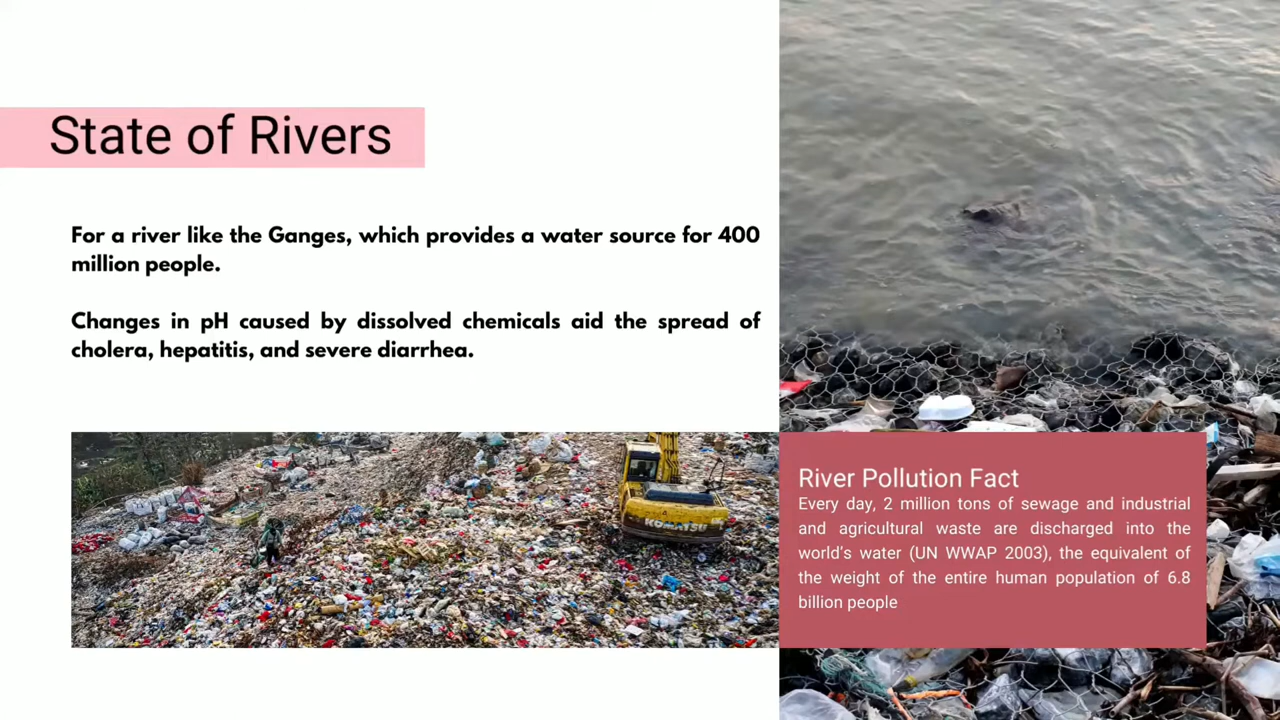 State of Rivers
For a river like the Ganges, which provides a water source for 400
million people.
Changes in pH caused by dissolved chemicals aid the spread of
cholera, hepatitis, and severe diarrhea.
KOMATSU
River Pollution Fact
Every day, 2 million tons of sewage and industrial
and agricultural waste are discharged into the
world's water (UN WWAP 2003), the equivalent of
the weight of the entire human population of 6.8
billion people